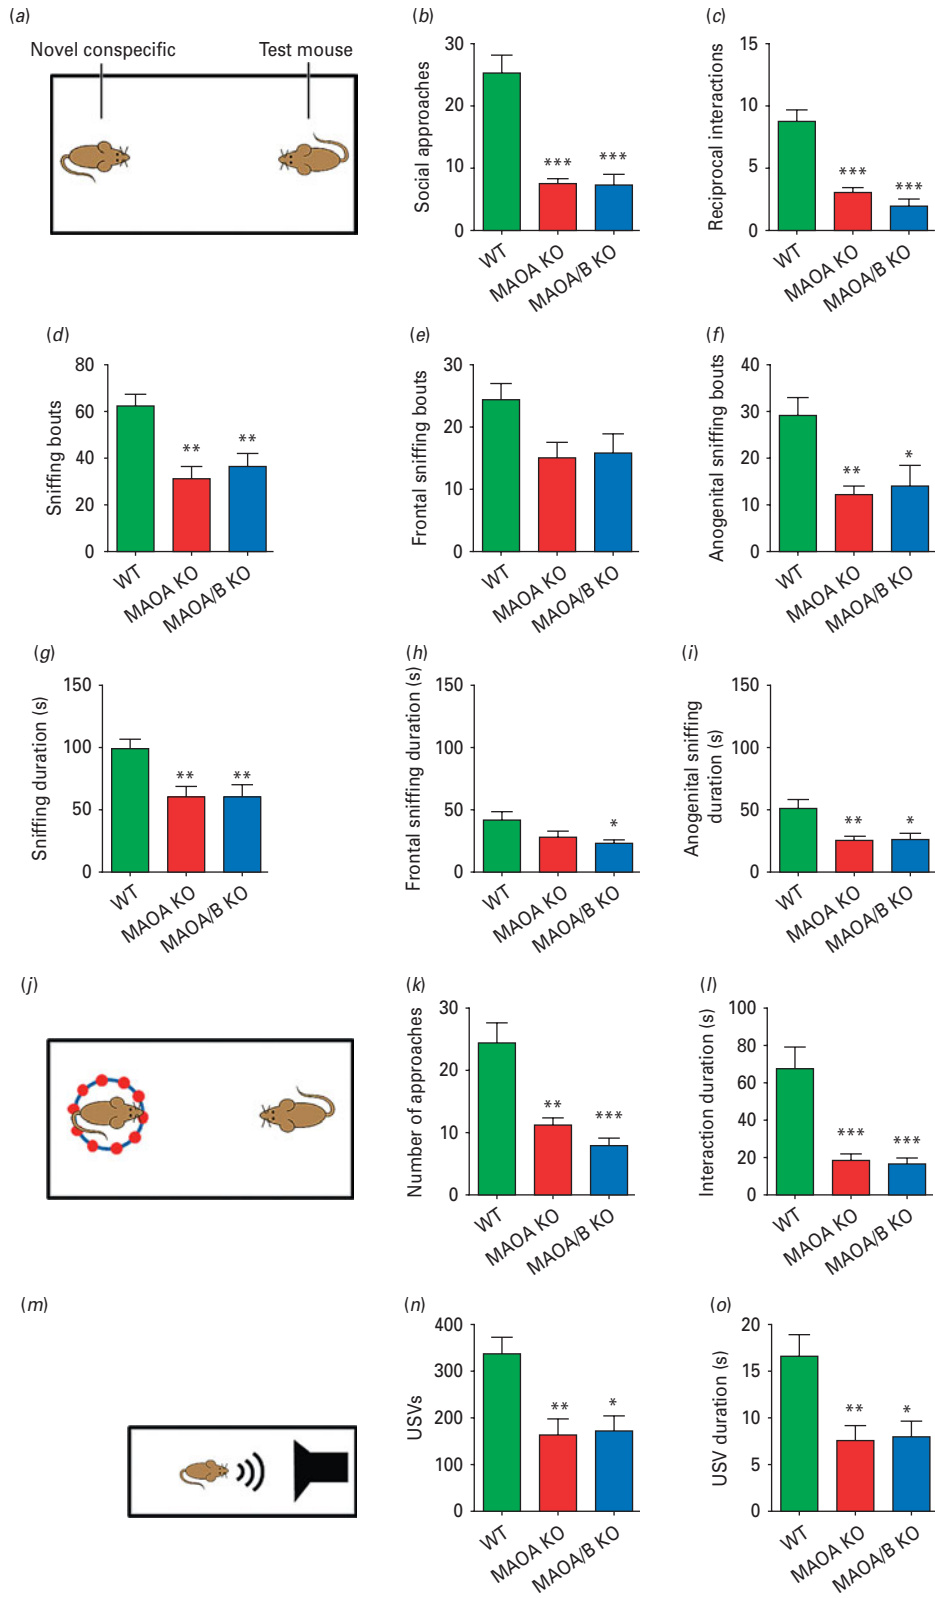 (a)
Novel conspecific
Test mouse
(b)
Social approaches
30
20
10
0
***
***
WT
MAOA KO
MAOA/B KO
(c)
Reciprocal interactions
15
10
5
0
***
***
WT
MAOA KO
MAOA/B KO
(d)
Sniffing bouts
80
60
40
20
0
**
**
WT
MAOA KO
MAOA/B KO
(e)
Frontal sniffing bouts
30
20
10
0
WT
MAOA KO
MAOA/B KO
(f)
Anogenital sniffing bouts
40
30
20
10
0
**
*
WT
MAOA KO
MAOA/B KO
(g)
Sniffing duration (s)
150
100
50
0
**
**
WT
MAOA KO
MAOA/B KO
(h)
Frontal sniffing duration (s)
150
100
50
0
*
WT
MAOA KO
MAOA/B KO
(i)
Anogenital sniffing
duration (s)
150
100
50
0
**
*
WT
MAOA KO
MAOA/B KO
(j)
(k)
Number of approaches
30
20
10
0
**
***
WT
MAOA KO
MAOA/B KO
(l)
Interaction duration (s)
100
80
60
40
20
0
***
***
WT
MAOA KO
MAOA/B KO
(m)
(n)
USVs
400
300
200
100
0
**
*
WT
MAOA KO
MAOA/B KO
(o)
USV duration (s)
20
15
10
5
0
**
*
WT
MAOA KO
MAOA/B KO